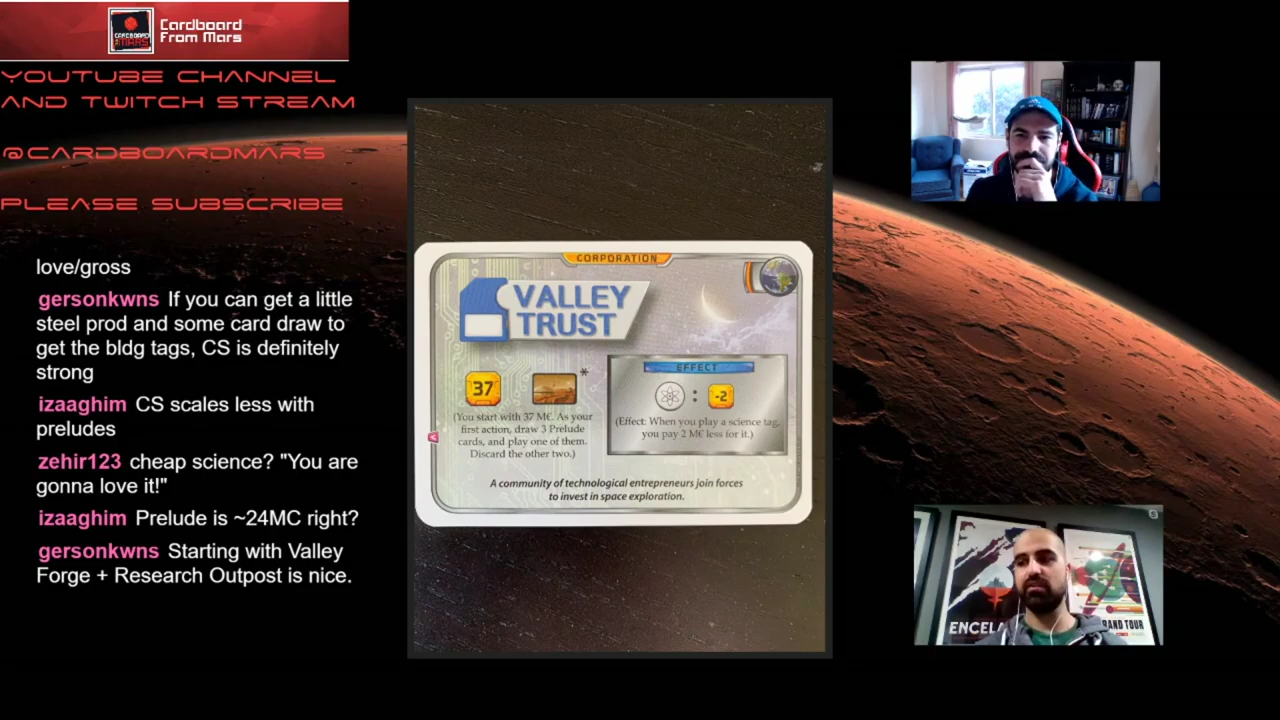 CARDBOARD
FROM MARS
Cardboard
From Mars
YOUTUBE CHANNEL
AND TWITCH STREAM
@CARDBOARDMARS
PLEASE SUBSCRIBE
love/gross
gersonkwns If you can get a little
steel prod and some card draw to
get the bldg tags, CS is definitely
strong
izaaghim CS scales less with
preludes
zehir123 cheap science? "You are
gonna love it!"
izaaghim Prelude is ~24MC right?
gersonkwns Starting with Valley
Forge + Research Outpost is nice.
CORPORATION
VALLEY
TRUST
37
*
(You start with 37 M€. As your
first action, draw 3 Prelude
cards, and play one of them.
Discard the other two.)
EFFECT
: -2
(Effect: When you play a science tag,
you pay 2 M€ less for it.)
A community of technological entrepreneurs join forces
to invest in space exploration.
S
ENCEL
RAND TOUR